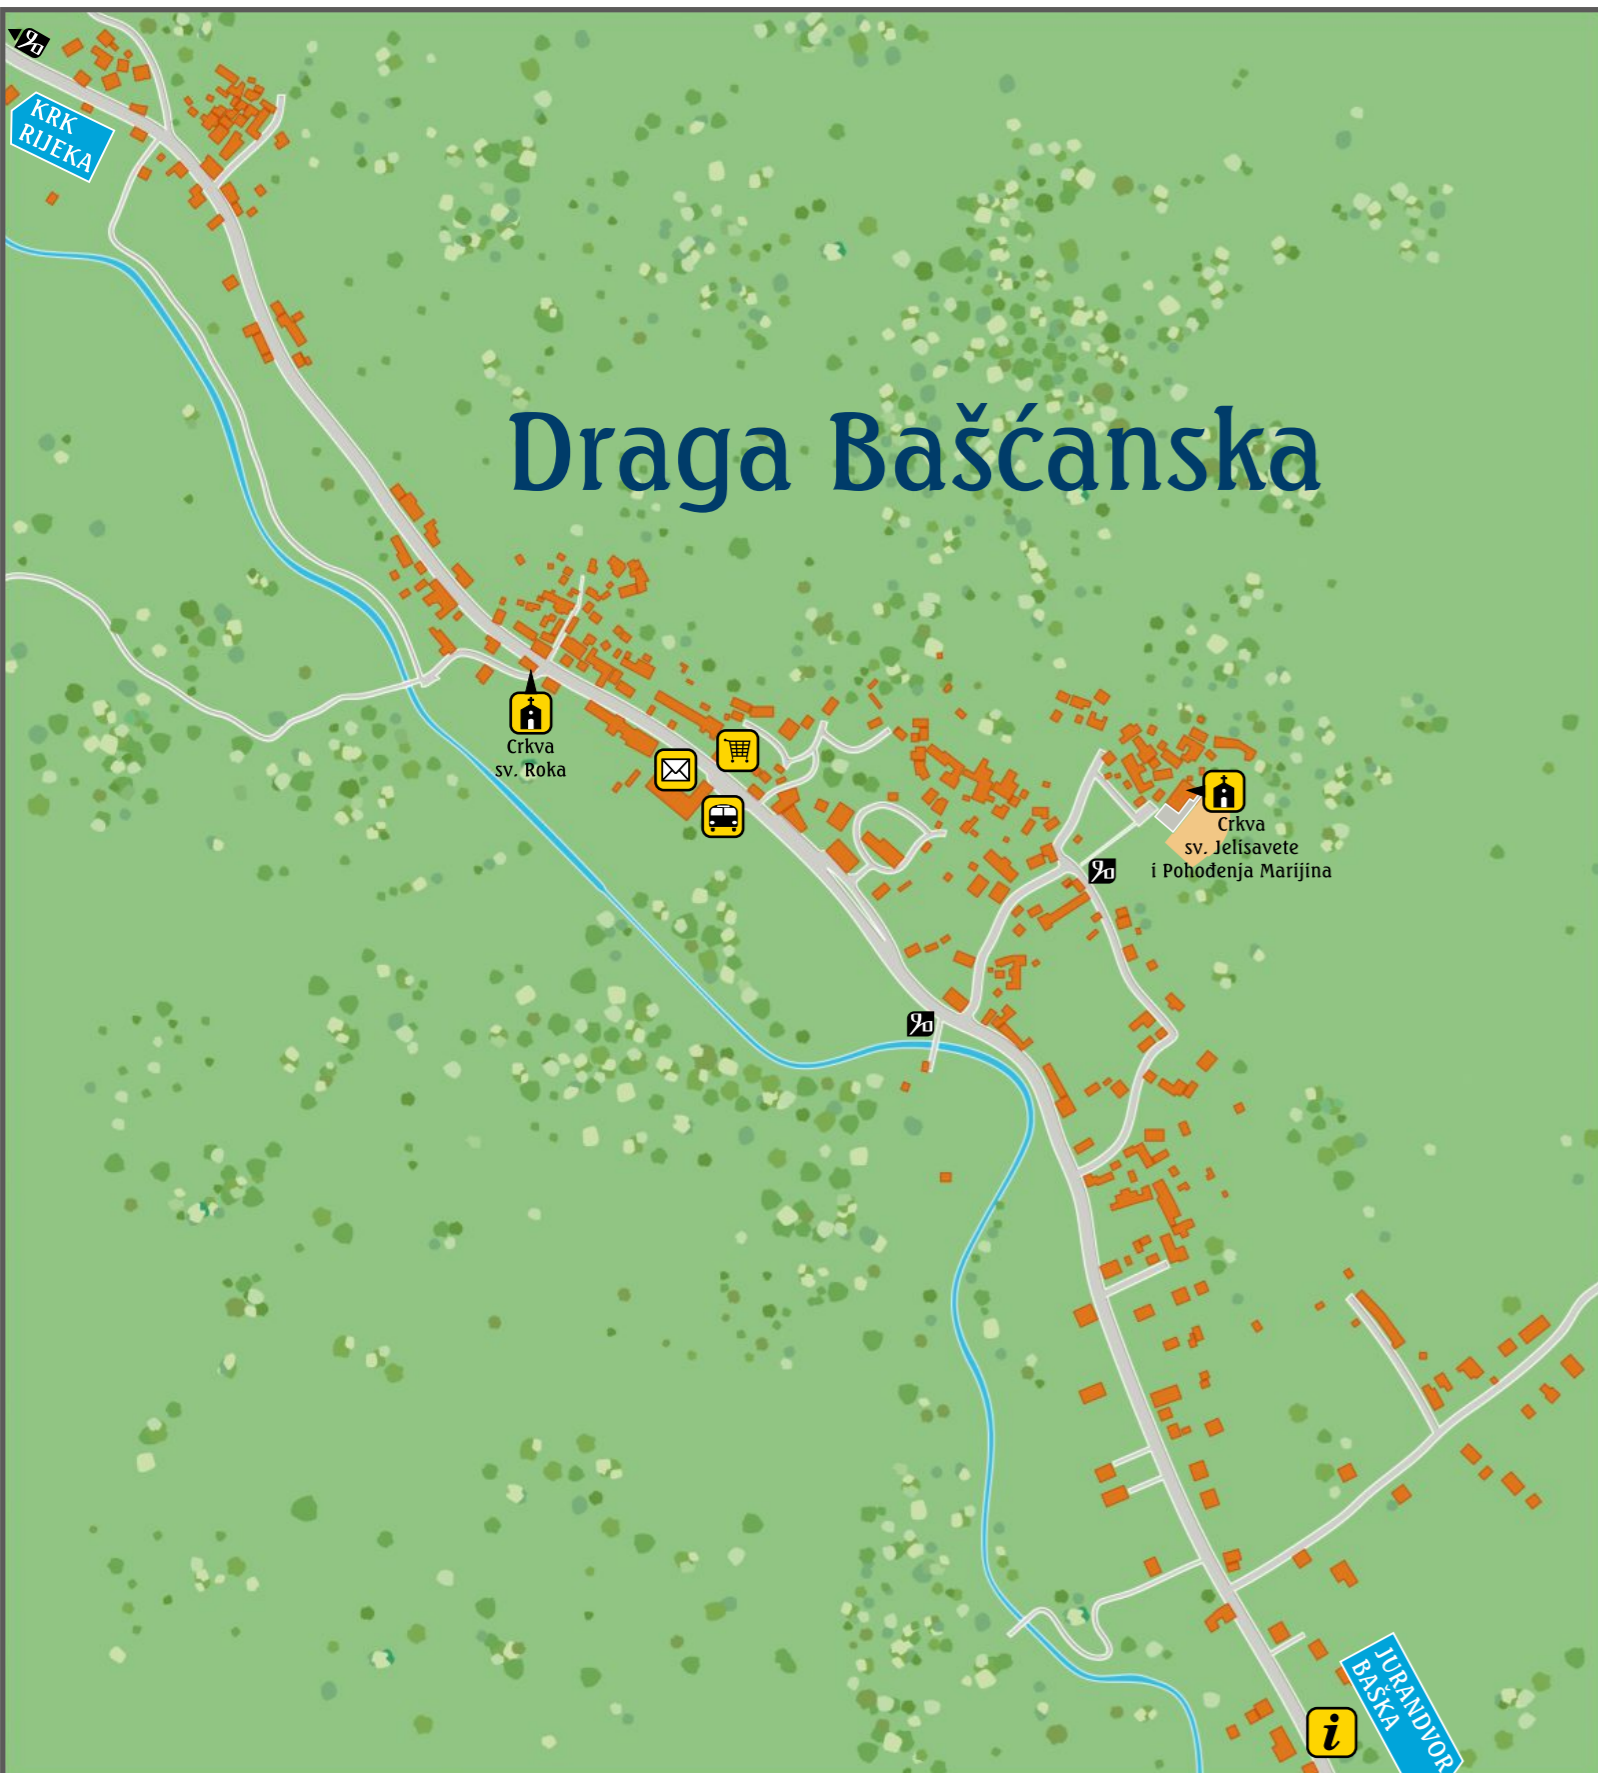 KRK
RIJEKA
Draga Bašćanska
Crkva
sv. Roka
Crkva
sv. Jelisavete
i Pohođenja Marijina
JURANDVOR
BAŠKA
i